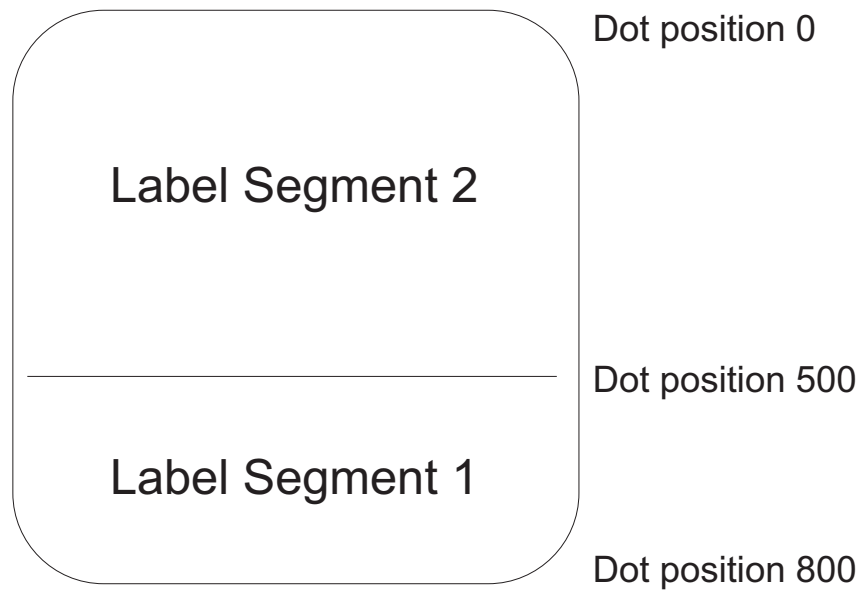 Dot position 0
Label Segment 2
Dot position 500
Label Segment 1
Dot position 800